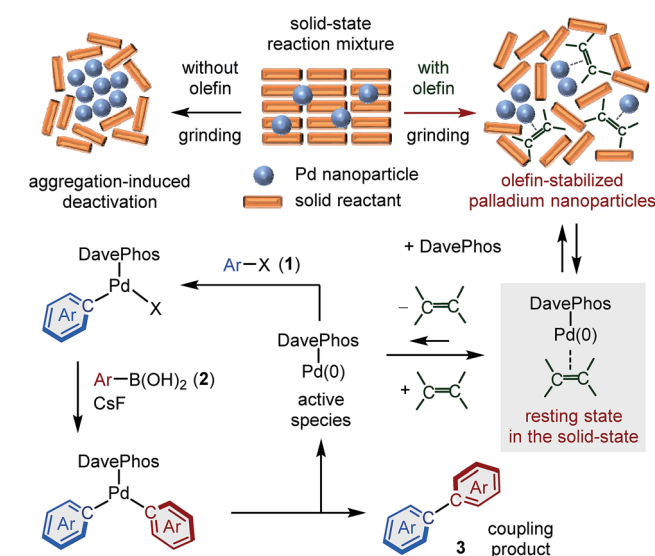 solid-state
reaction mixture
without
olefin
grinding
with
olefin
grinding
C
C
C
C
C
C
aggregation-induced
deactivation
Pd nanoparticle
solid reactant
olefin-stabilized
palladium nanoparticles
+ DavePhos
DavePhos
Pd
X
Ar
C
Ar–X (1)
DavePhos
Pd(0)
active
species
– C=C
+ C=C
DavePhos
Pd(0)
C=C
resting state
in the solid-state
Ar–B(OH)2 (2)
CsF
DavePhos
Pd
Ar
C
C
Ar
Ar
C
C
Ar
3
coupling
product